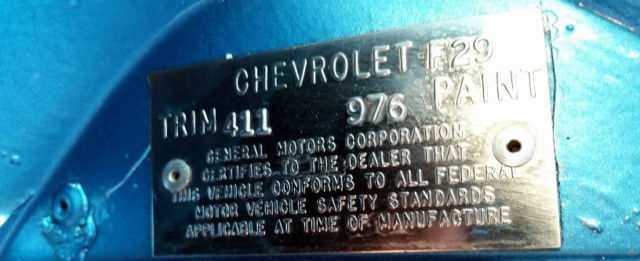 CHEVROLET F29
TRIM 411 976 PAINT
GENERAL MOTORS CORPORATION
CERTIFIES TO THE DEALER THAT
THIS VEHICLE CONFORMS TO ALL FEDERAL
MOTOR VEHICLE SAFETY STANDARDS
APPLICABLE AT TIME OF MANUFACTURE